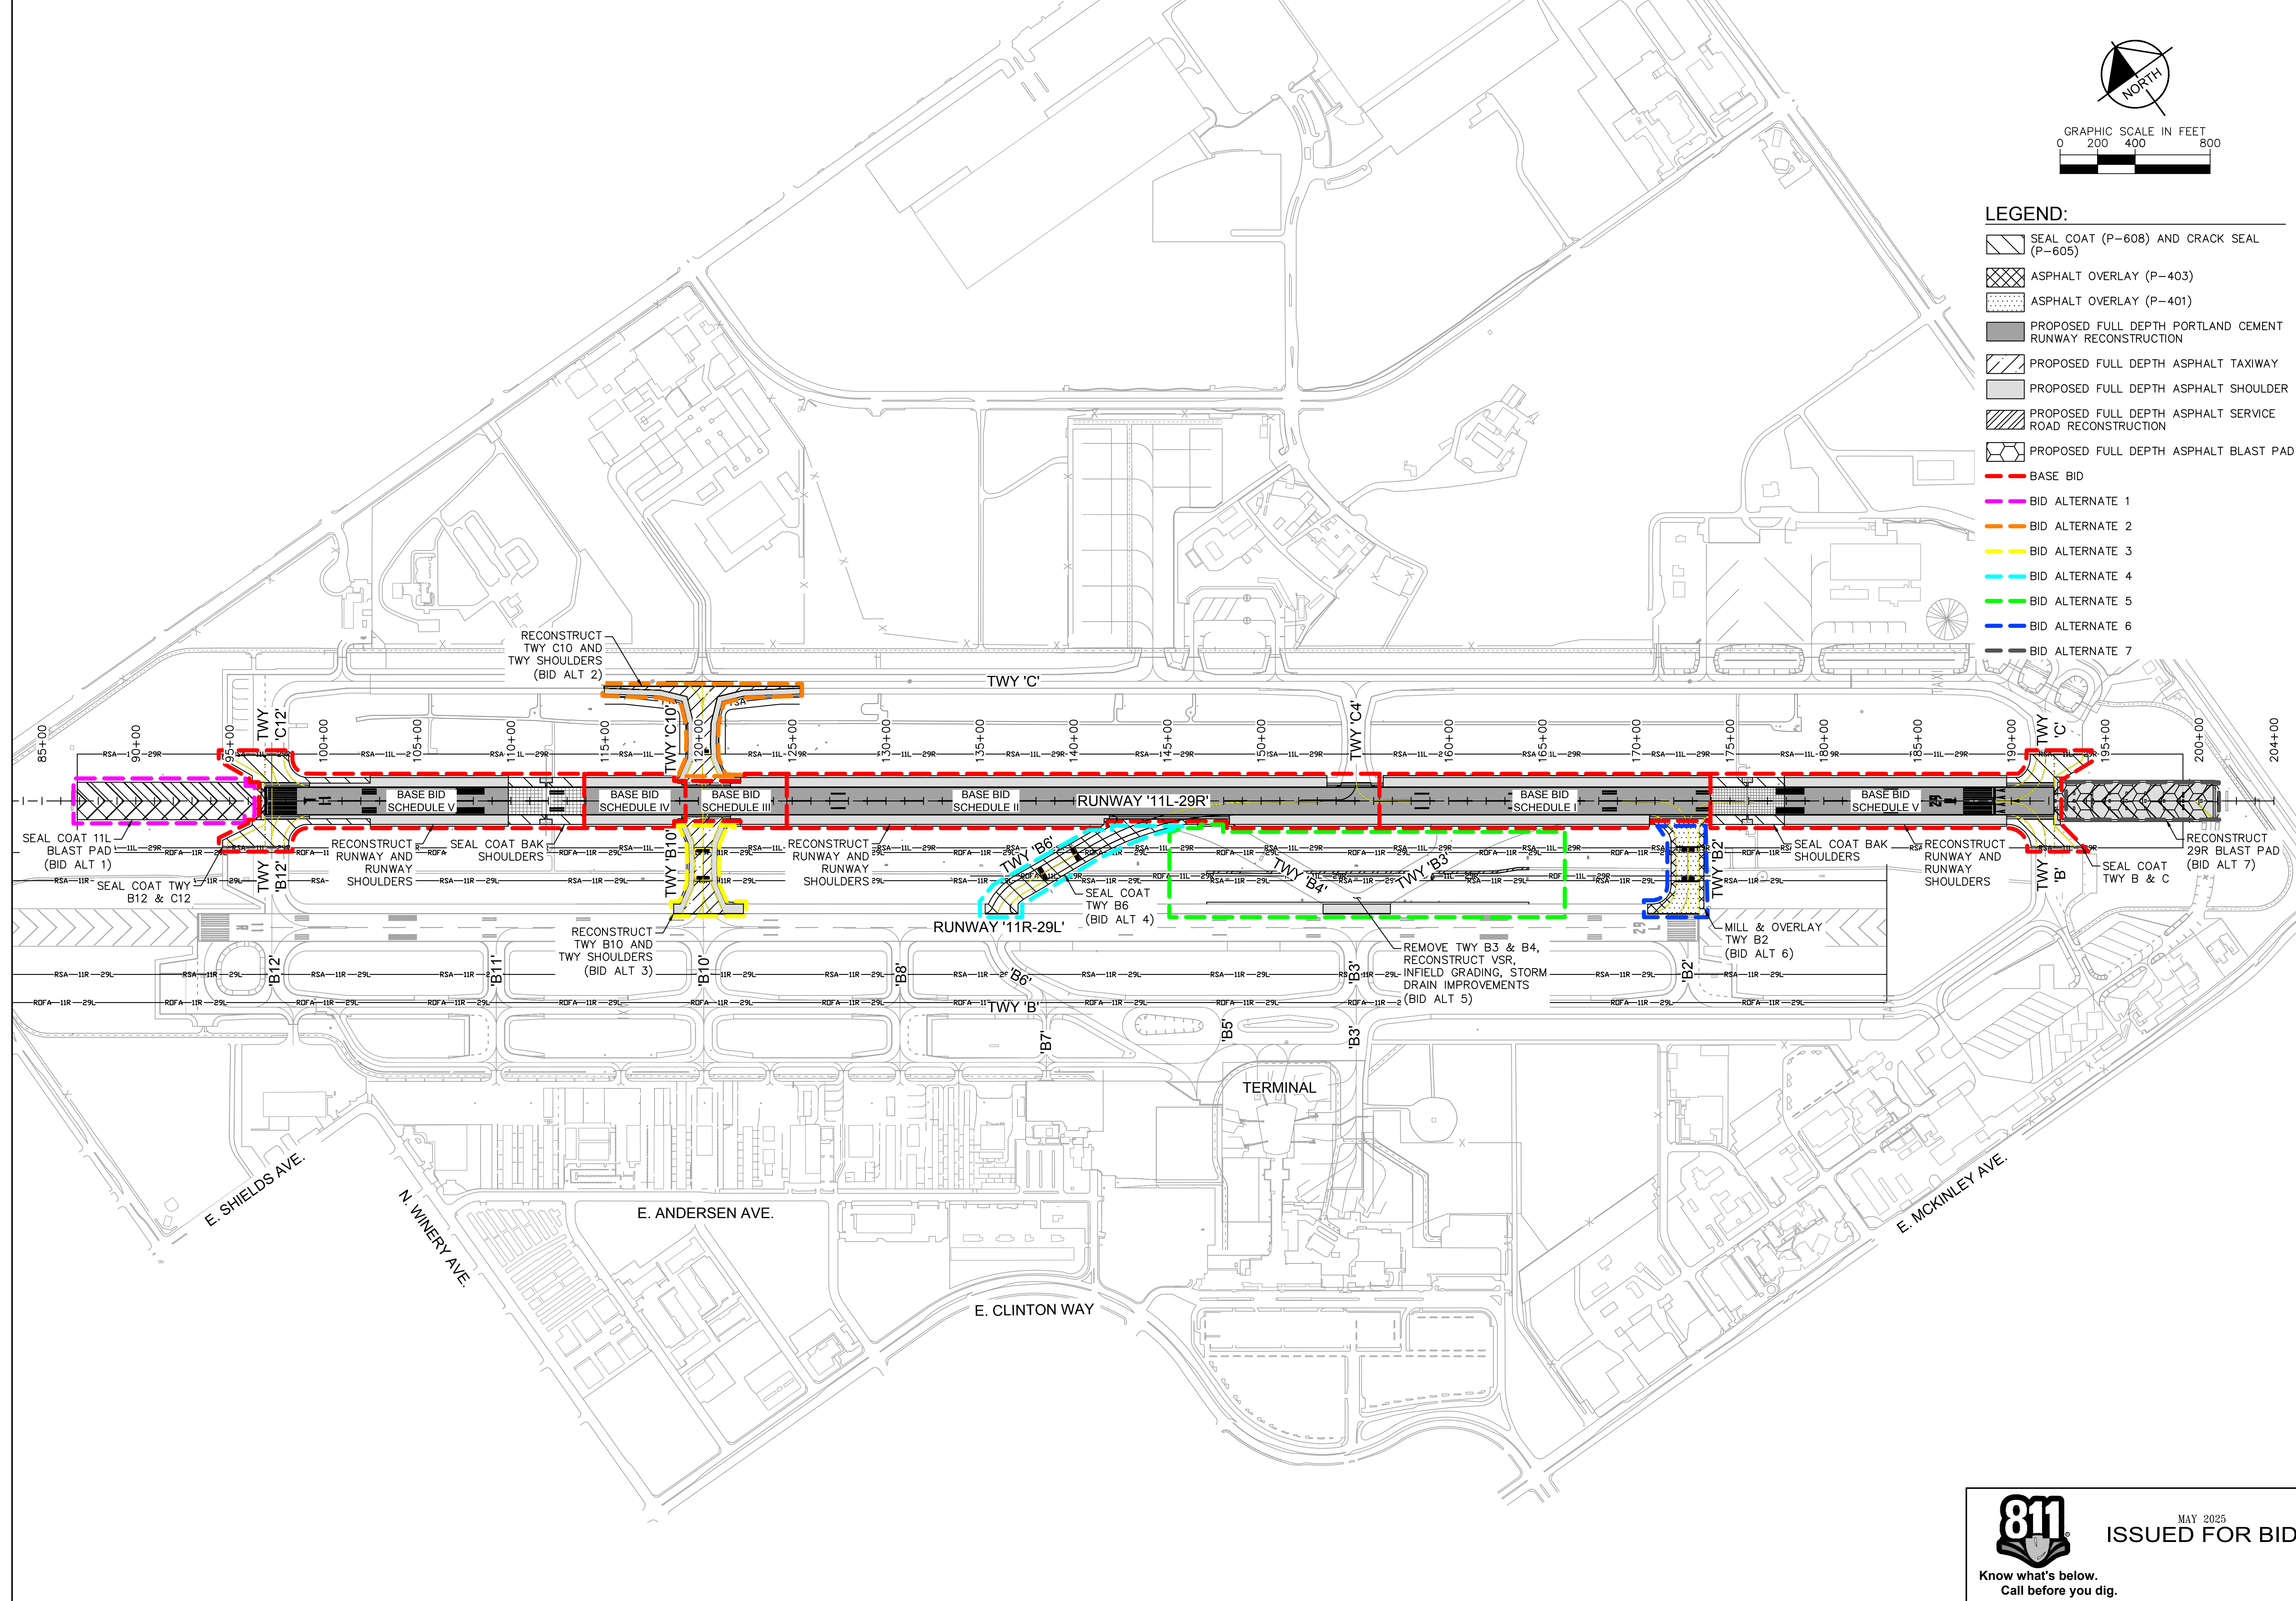 NORTH
GRAPHIC SCALE IN FEET
0 200 400 800
LEGEND:
SEAL COAT (P-608) AND CRACK SEAL
(P-605)
ASPHALT OVERLAY (P-403)
ASPHALT OVERLAY (P-401)
PROPOSED FULL DEPTH PORTLAND CEMENT
RUNWAY RECONSTRUCTION
PROPOSED FULL DEPTH ASPHALT TAXIWAY
PROPOSED FULL DEPTH ASPHALT SHOULDER
PROPOSED FULL DEPTH ASPHALT SERVICE
ROAD RECONSTRUCTION
PROPOSED FULL DEPTH ASPHALT BLAST PAD
BASE BID
BID ALTERNATE 1
BID ALTERNATE 2
BID ALTERNATE 3
BID ALTERNATE 4
BID ALTERNATE 5
BID ALTERNATE 6
BID ALTERNATE 7
RECONSTRUCT
TWY C10 AND
TWY SHOULDERS
(BID ALT 2)
TWY 'C'
85+00
90+00
95+00
TWY
'C12'
100+00
105+00
110+00
115+00
TWY 'C10'
120+00
125+00
130+00
135+00
140+00
145+00
150+00
TWY 'C4'
160+00
165+00
170+00
175+00
180+00
185+00
190+00
TWY
'C'
195+00
200+00
204+00
BASE BID
SCHEDULE V
BASE BID
SCHEDULE IV
BASE BID
SCHEDULE III
BASE BID
SCHEDULE II
RUNWAY '11L-29R'
BASE BID
SCHEDULE I
BASE BID
SCHEDULE V
SEAL COAT 11L
BLAST PAD
(BID ALT 1)
SEAL COAT TWY
B12 & C12
TWY
'B12'
RECONSTRUCT
RUNWAY AND
RUNWAY
SHOULDERS
SEAL COAT BAK
SHOULDERS
TWY 'B10'
RECONSTRUCT
TWY B10 AND
TWY SHOULDERS
(BID ALT 3)
RECONSTRUCT
RUNWAY AND
RUNWAY
SHOULDERS
TWY 'B6'
SEAL COAT
TWY B6
(BID ALT 4)
RUNWAY '11R-29L'
TWY 'B4'
TWY 'B3'
REMOVE TWY B3 & B4,
RECONSTRUCT VSR,
INFIELD GRADING, STORM
DRAIN IMPROVEMENTS
(BID ALT 5)
TWY 'B2'
MILL & OVERLAY
TWY B2
(BID ALT 6)
SEAL COAT BAK
SHOULDERS
RECONSTRUCT
RUNWAY AND
RUNWAY
SHOULDERS
TWY
'B'
SEAL COAT
TWY B & C
RECONSTRUCT
29R BLAST PAD
(BID ALT 7)
RSA-11R-29L
ROFA-11R-29L
'B12'
'B11'
'B10'
'B8'
'B6'
'B3'
'B2'
TWY 'B'
'B7'
'B5'
'B3'
TERMINAL
E. SHIELDS AVE.
N. WINERY AVE.
E. ANDERSEN AVE.
E. CLINTON WAY
E. MCKINLEY AVE.
811
Know what's below.
Call before you dig.
MAY 2025
ISSUED FOR BID